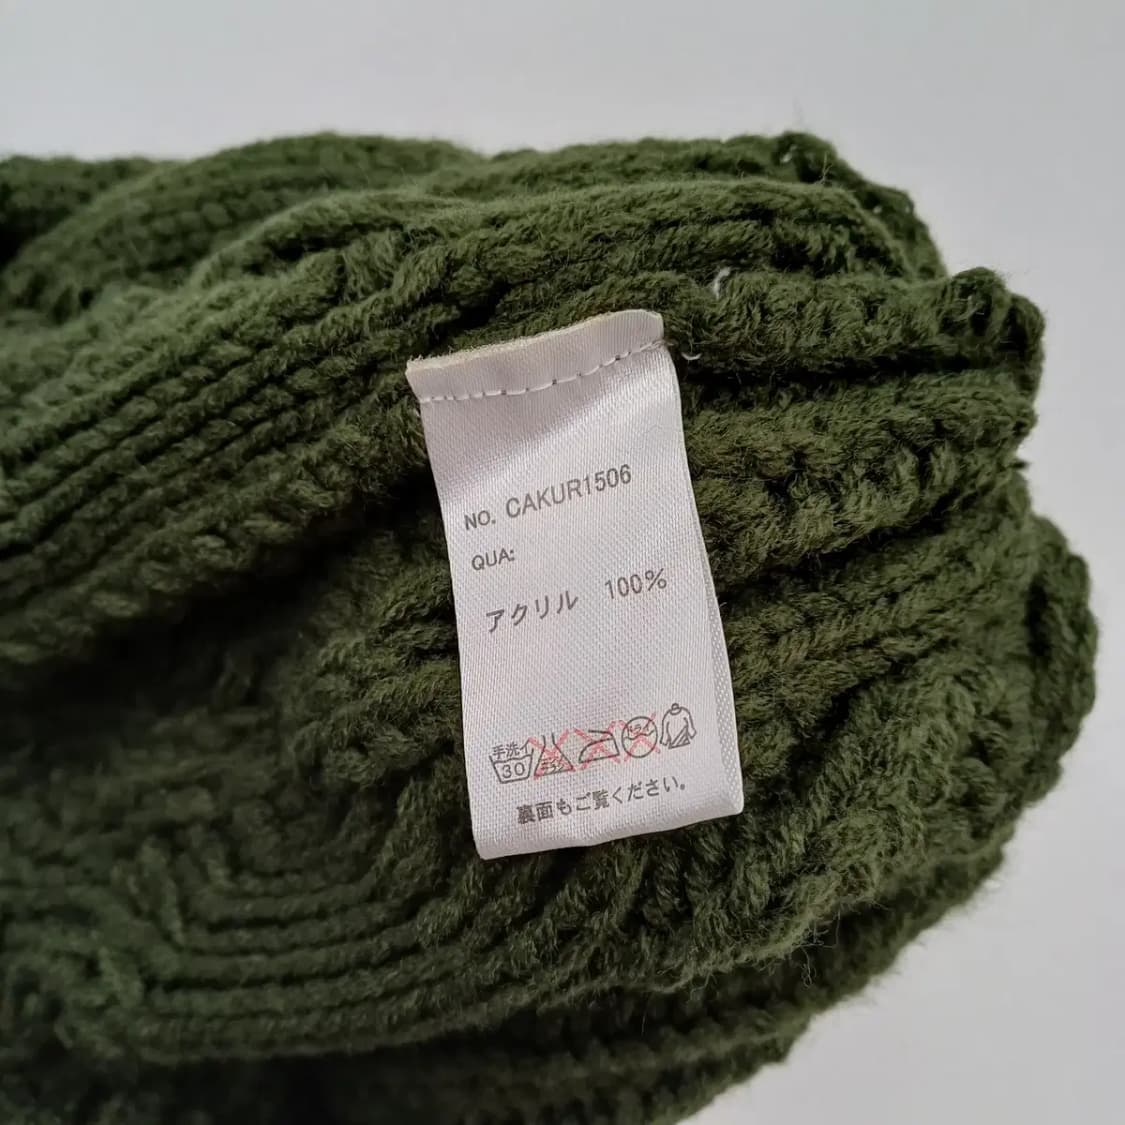 NO. CAKUR1506
QUA:
アクリル 100%
手洗イ
30
裏面もご覧ください。